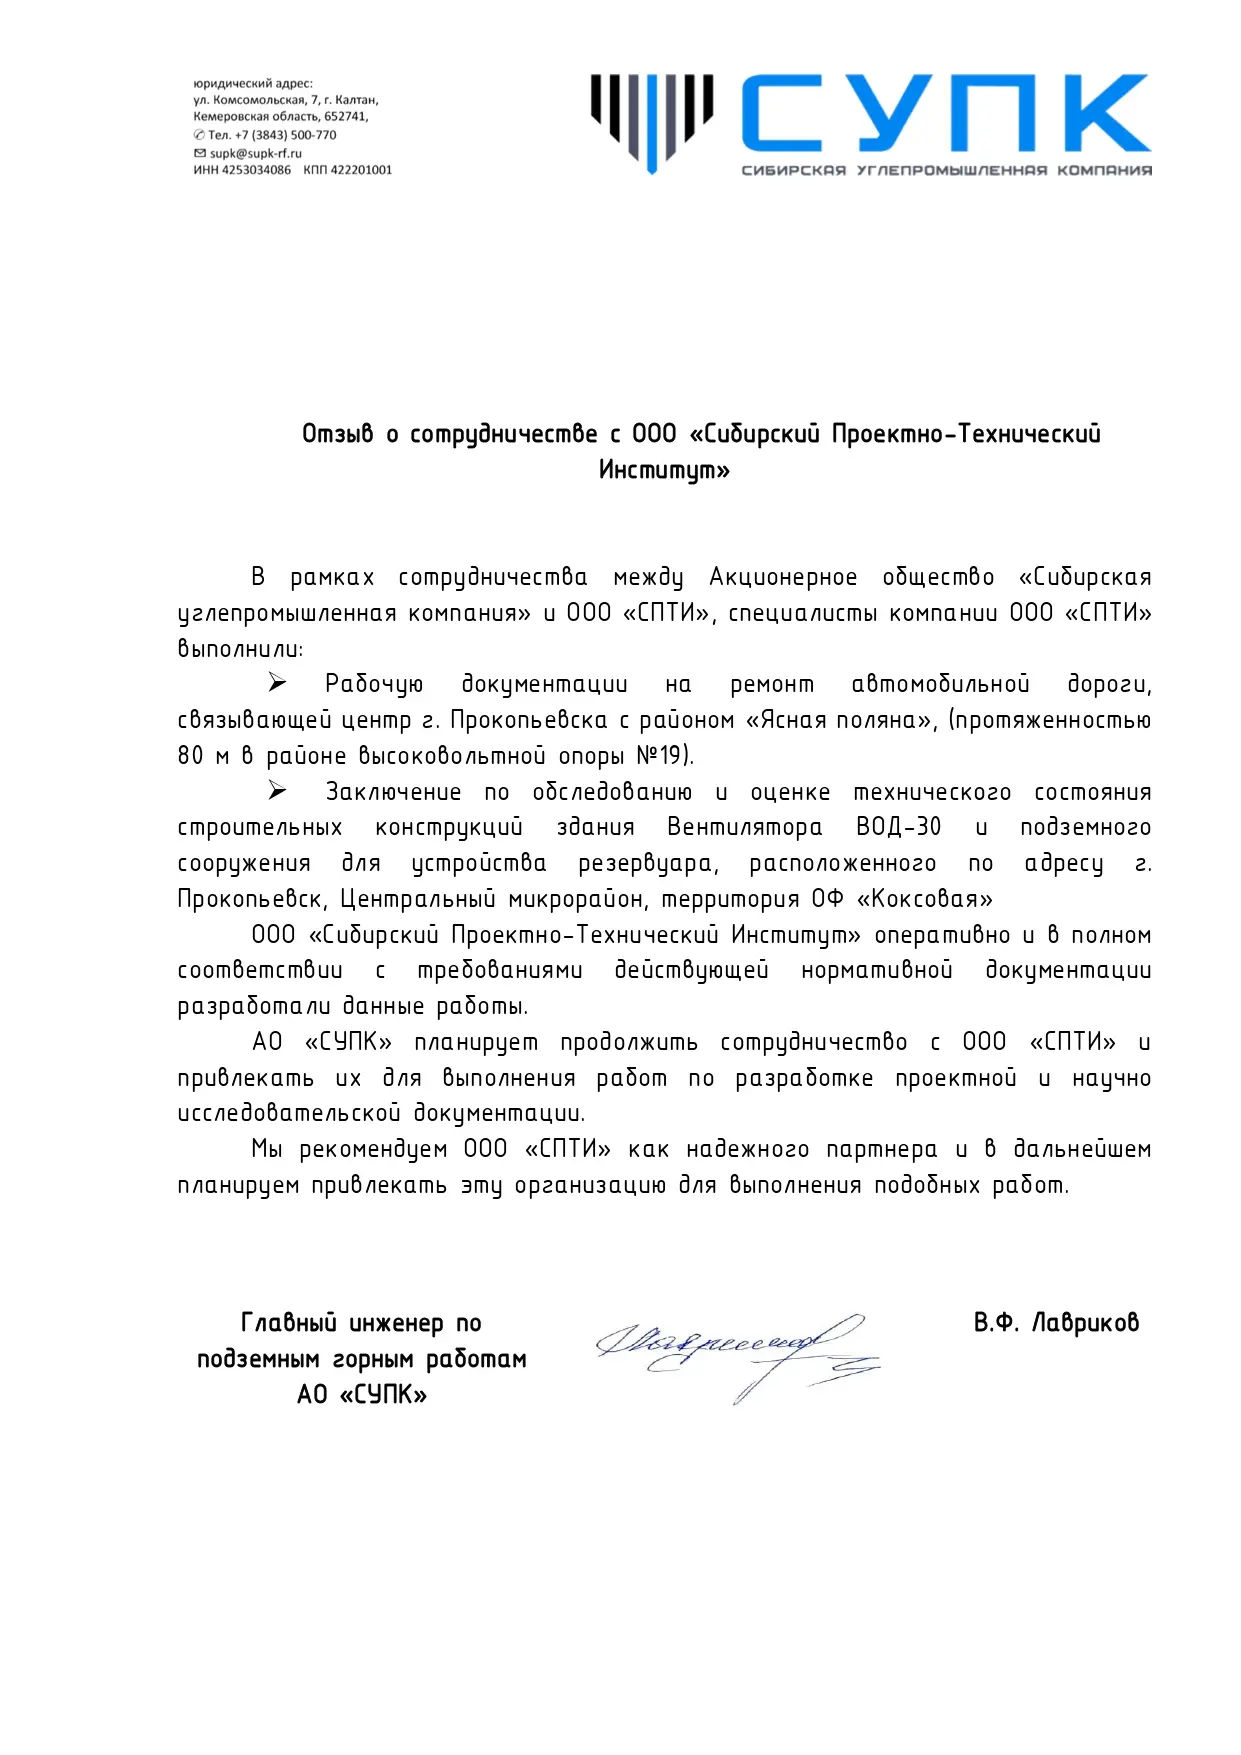 юридический адрес:
ул. Комсомольская, 7, г. Калтан,
Кемеровская область, 652741,
✆ Тел. +7 (3843) 500-770
✉ supk@supk-rf.ru
ИНН 4253034086 КПП 422201001
СУПК
СИБИРСКАЯ УГЛЕПРОМЫШЛЕННАЯ КОМПАНИЯ
Отзыв о сотрудничестве с ООО «Сибирский Проектно-Технический
Институт»
В рамках сотрудничества между Акционерное общество «Сибирская
углепромышленная компания» и ООО «СПТИ», специалисты компании ООО «СПТИ»
выполнили:
➢ Рабочую документации на ремонт автомобильной дороги,
связывающей центр г. Прокопьевска с районом «Ясная поляна», (протяженностью
80 м в районе высоковольтной опоры №19).
➢ Заключение по обследованию и оценке технического состояния
строительных конструкций здания Вентилятора ВОД-30 и подземного
сооружения для устройства резервуара, расположенного по адресу г.
Прокопьевск, Центральный микрорайон, территория ОФ «Коксовая»
ООО «Сибирский Проектно-Технический Институт» оперативно и в полном
соответствии с требованиями действующей нормативной документации
разработали данные работы.
АО «СУПК» планирует продолжить сотрудничество с ООО «СПТИ» и
привлекать их для выполнения работ по разработке проектной и научно
исследовательской документации.
Мы рекомендуем ООО «СПТИ» как надежного партнера и в дальнейшем
планируем привлекать эту организацию для выполнения подобных работ.
Главный инженер по
подземным горным работам
АО «СУПК»
В.Ф. Лавриков